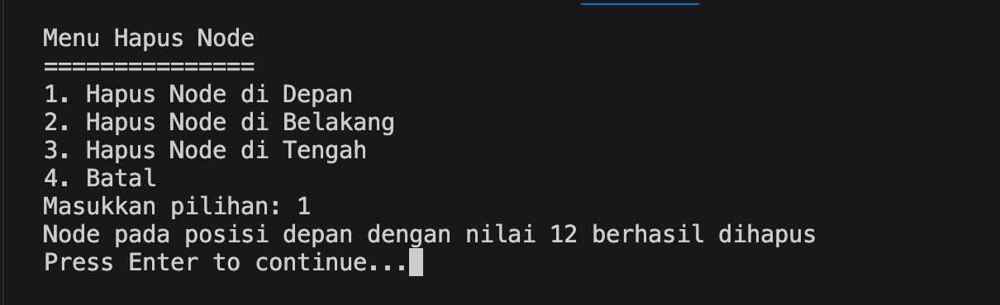 Menu Hapus Node
===============
1. Hapus Node di Depan
2. Hapus Node di Belakang
3. Hapus Node di Tengah
4. Batal
Masukkan pilihan: 1
Node pada posisi depan dengan nilai 12 berhasil dihapus
Press Enter to continue...